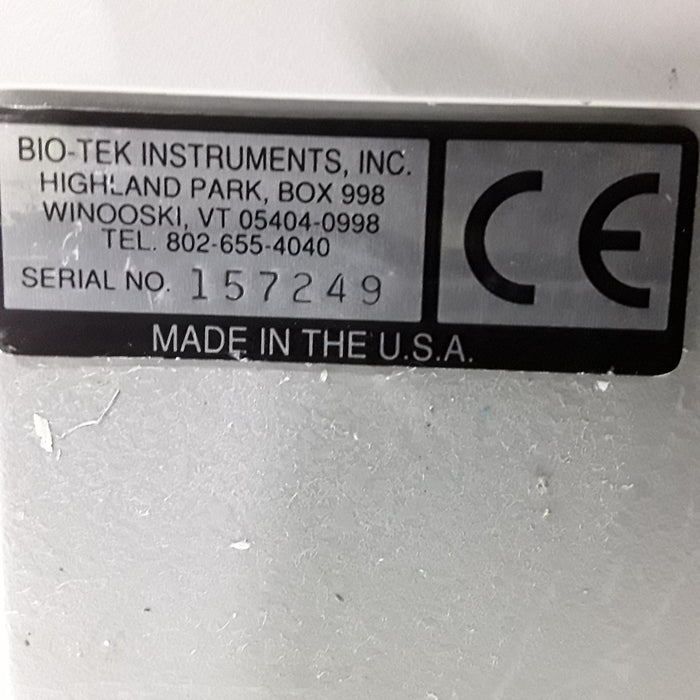 BIO-TEK INSTRUMENTS, INC.
HIGHLAND PARK, BOX 998
WINOOSKI, VT 05404-0998
TEL. 802-655-4040
SERIAL NO. 157249
CE
MADE IN THE U.S.A.